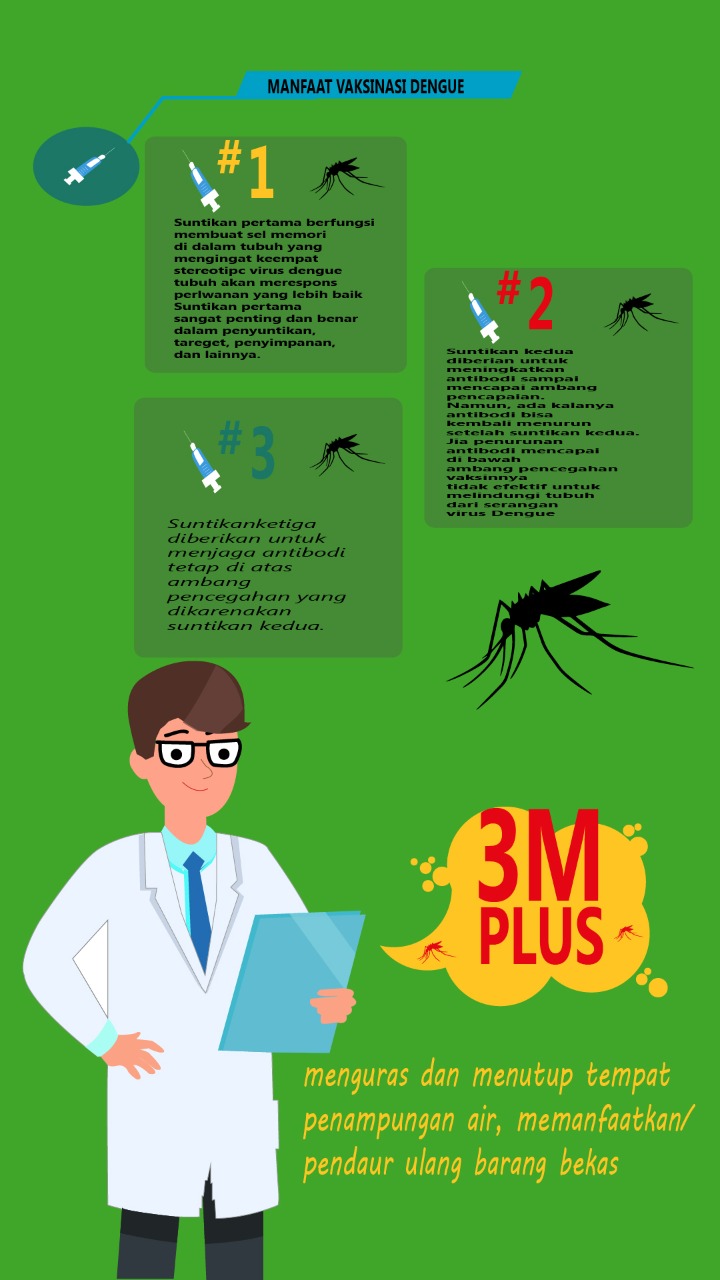 MANFAAT VAKSINASI DENGUE
#1
Suntikan pertama berfungsi
membuat sel memori
di dalam tubuh yang
mengingat keempat
stereotipc virus dengue
tubuh akan merespons
perlwanan yang lebih baik
Suntikan pertama
sangat penting dan benar
dalam penyuntikan,
tareget, penyimpanan,
dan lainnya.
#2
Suntikan kedua
diberian untuk
meningkatkan
antibodi sampai
mencapai ambang
pencapaian.
Namun, ada kalanya
antibodi bisa
kembali menurun
setelah suntikan kedua.
Jia penurunan
antibodi mencapai
di bawah
ambang pencegahan
vaksinnya
tidak efektif untuk
melindungi tubuh
dari serangan
virus Dengue
#3
Suntikanketiga
diberikan untuk
menjaga antibodi
tetap di atas
ambang
pencegahan yang
dikarenakan
suntikan kedua.
3M
PLUS
menguras dan menutup tempat
penampungan air, memanfaatkan/
pendaur ulang barang bekas